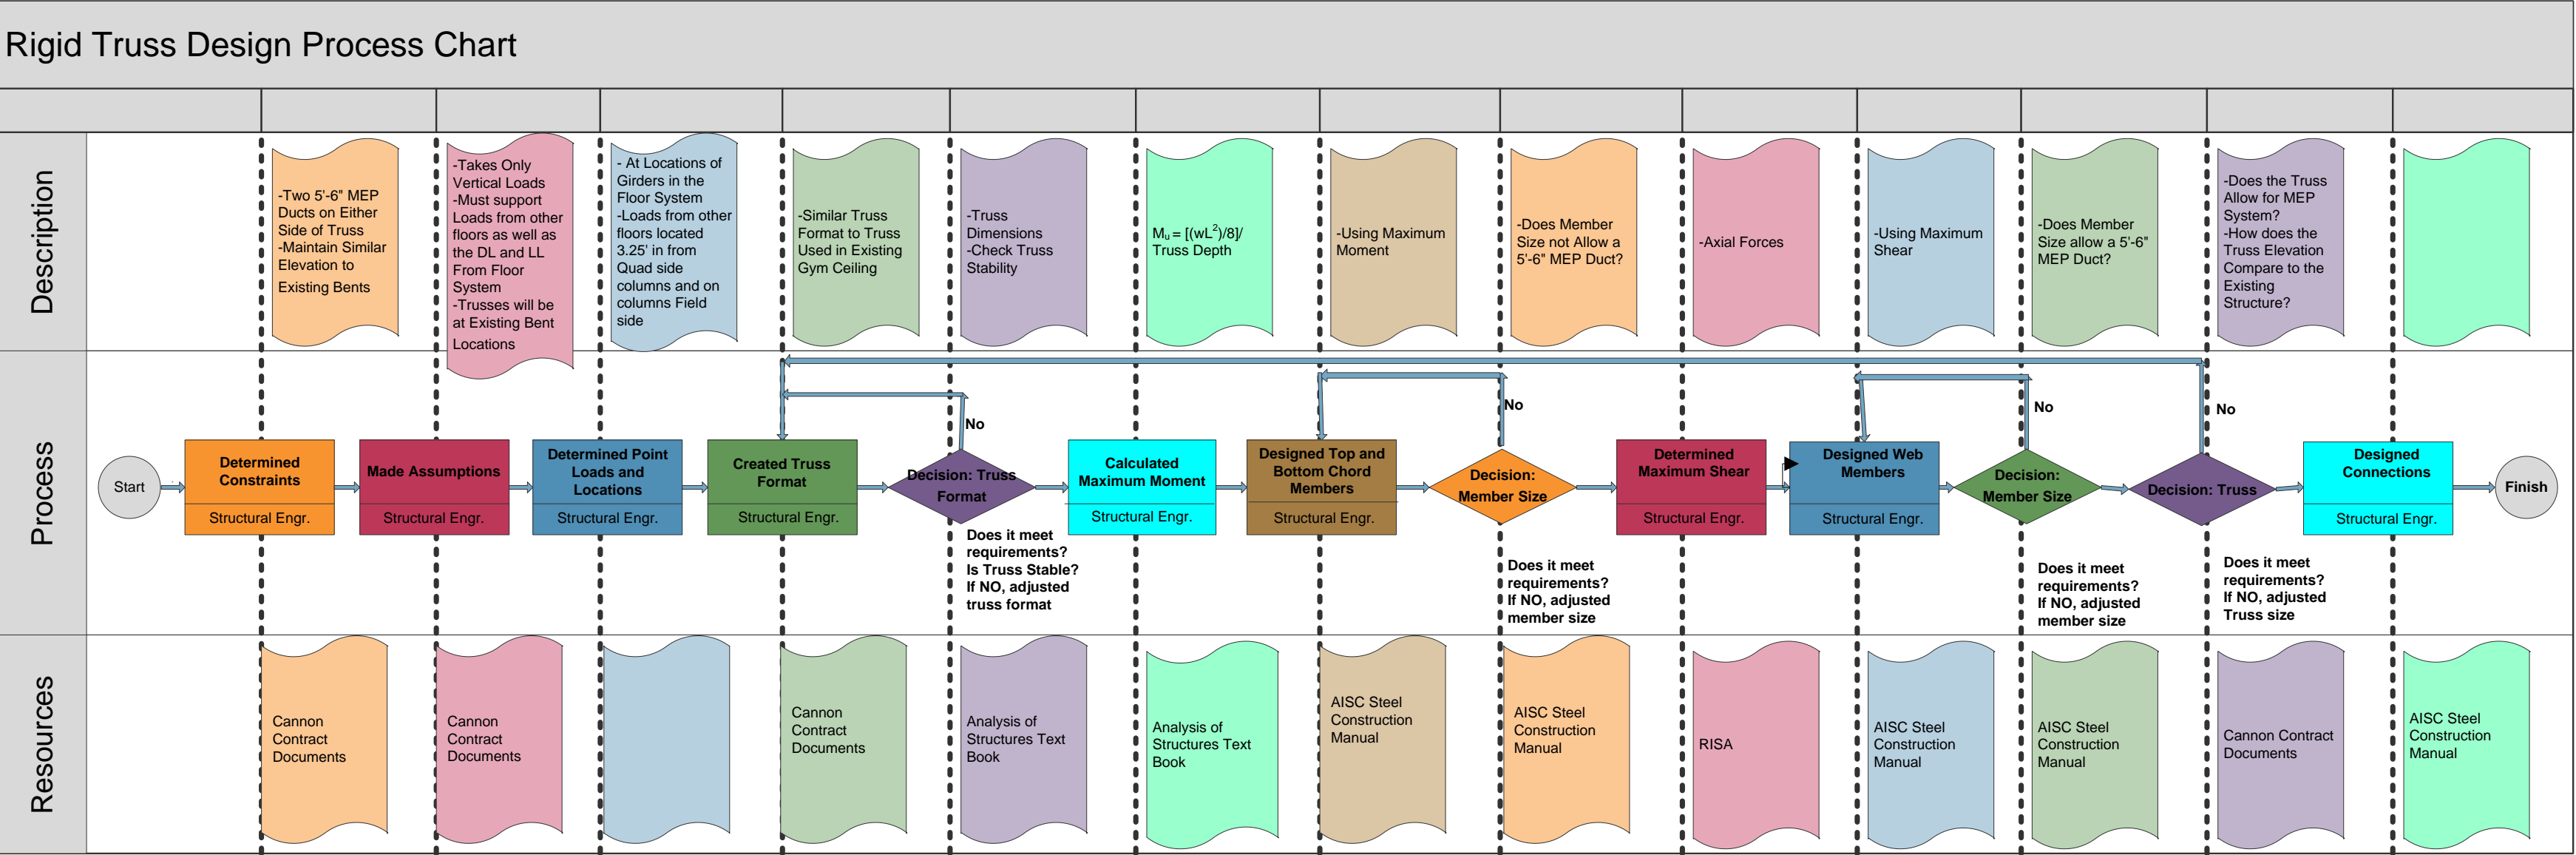 Rigid Truss Design Process Chart
Description
-Two 5'-6" MEP
Ducts on Either
Side of Truss
-Maintain Similar
Elevation to
Existing Bents
-Takes Only
Vertical Loads
-Must support
Loads from other
floors as well as
the DL and LL
From Floor
System
-Trusses will be
at Existing Bent
Locations
- At Locations of
Girders in the
Floor System
-Loads from other
floors located
3.25' in from
Quad side
columns and on
columns Field
side
-Similar Truss
Format to Truss
Used in Existing
Gym Ceiling
-Truss
Dimensions
-Check Truss
Stability
Mu = [(wL2)/8]/
Truss Depth
-Using Maximum
Moment
-Does Member
Size not Allow a
5'-6" MEP Duct?
-Axial Forces
-Using Maximum
Shear
-Does Member
Size allow a 5'-6"
MEP Duct?
-Does the Truss
Allow for MEP
System?
-How does the
Truss Elevation
Compare to the
Existing
Structure?
Process
Start
Determined
Constraints
Structural Engr.
Made Assumptions
Structural Engr.
Determined Point
Loads and
Locations
Structural Engr.
Created Truss
Format
Structural Engr.
No
Decision: Truss
Format
Does it meet
requirements?
Is Truss Stable?
If NO, adjusted
truss format
Calculated
Maximum Moment
Structural Engr.
Designed Top and
Bottom Chord
Members
Structural Engr.
No
Decision:
Member Size
Does it meet
requirements?
If NO, adjusted
member size
Determined
Maximum Shear
Structural Engr.
Designed Web
Members
Structural Engr.
No
Decision:
Member Size
Does it meet
requirements?
If NO, adjusted
member size
No
Decision: Truss
Does it meet
requirements?
If NO, adjusted
Truss size
Designed
Connections
Structural Engr.
Finish
Resources
Cannon
Contract
Documents
Cannon
Contract
Documents
Cannon
Contract
Documents
Analysis of
Structures Text
Book
Analysis of
Structures Text
Book
AISC Steel
Construction
Manual
AISC Steel
Construction
Manual
RISA
AISC Steel
Construction
Manual
AISC Steel
Construction
Manual
Cannon Contract
Documents
AISC Steel
Construction
Manual